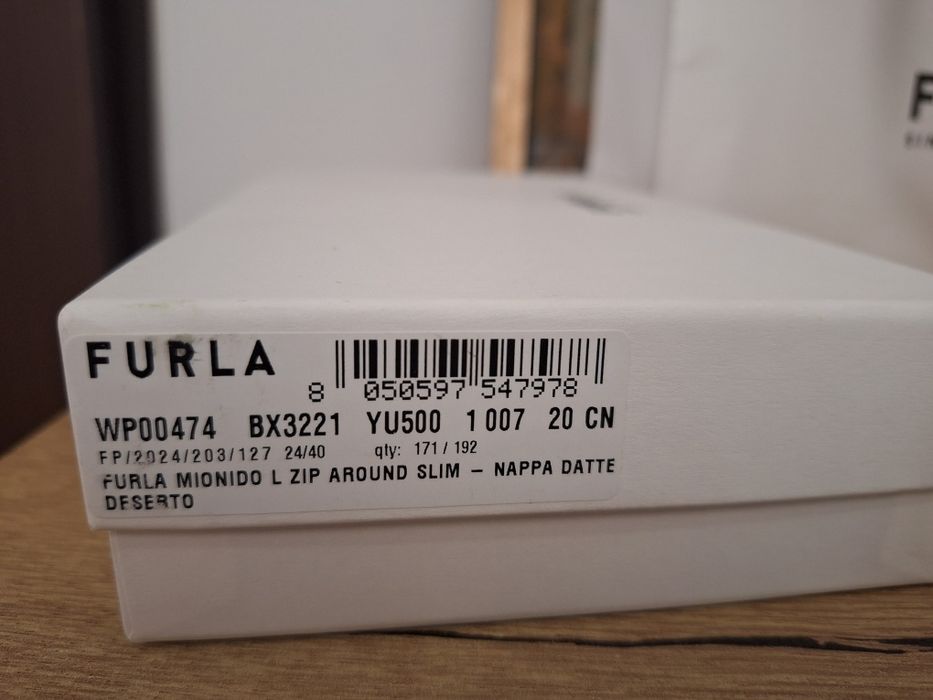 FURLA
8 050597 547978
WP00474 BX3221 YU500 1 007 20 CN
FP/2024/203/127 24/40 qty: 171 / 192
FURLA MIONIDO L ZIP AROUND SLIM – NAPPA DATTE
DESERTO